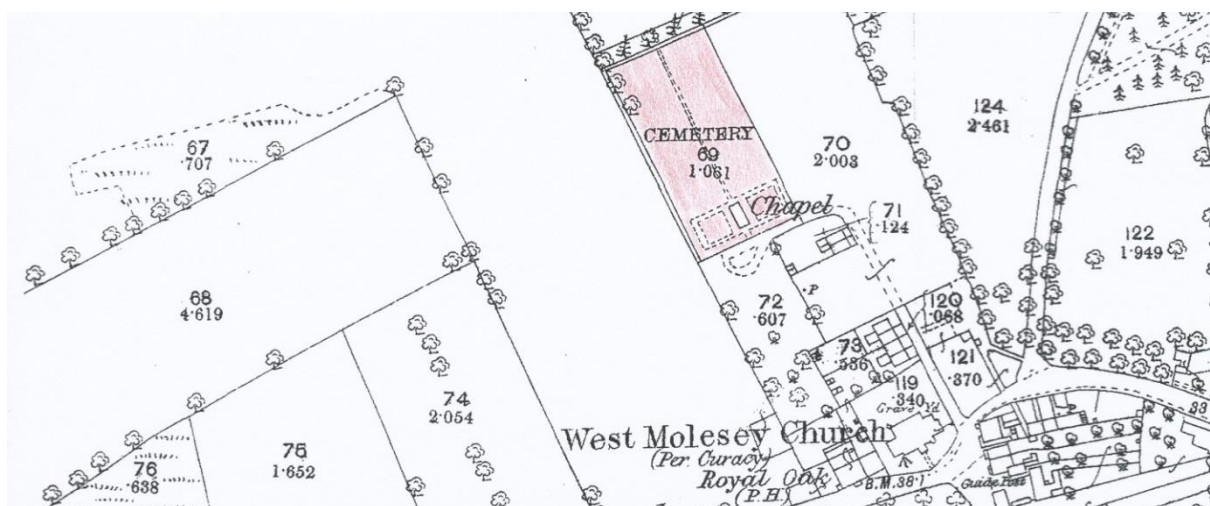 67
.707
68
4.619
76
.638
75
1.652
74
2.054
CEMETERY
69
1.061
Chapel
70
2.003
71
.124
72
.607
P
73
.536
124
2.461
122
1.949
120
.068
121
.370
119
.340
Grave Yd
West Molesey Church
(Per. Curacy)
Royal Oak
(P.H.)
B.M. 38.1
Guide Post
P
33